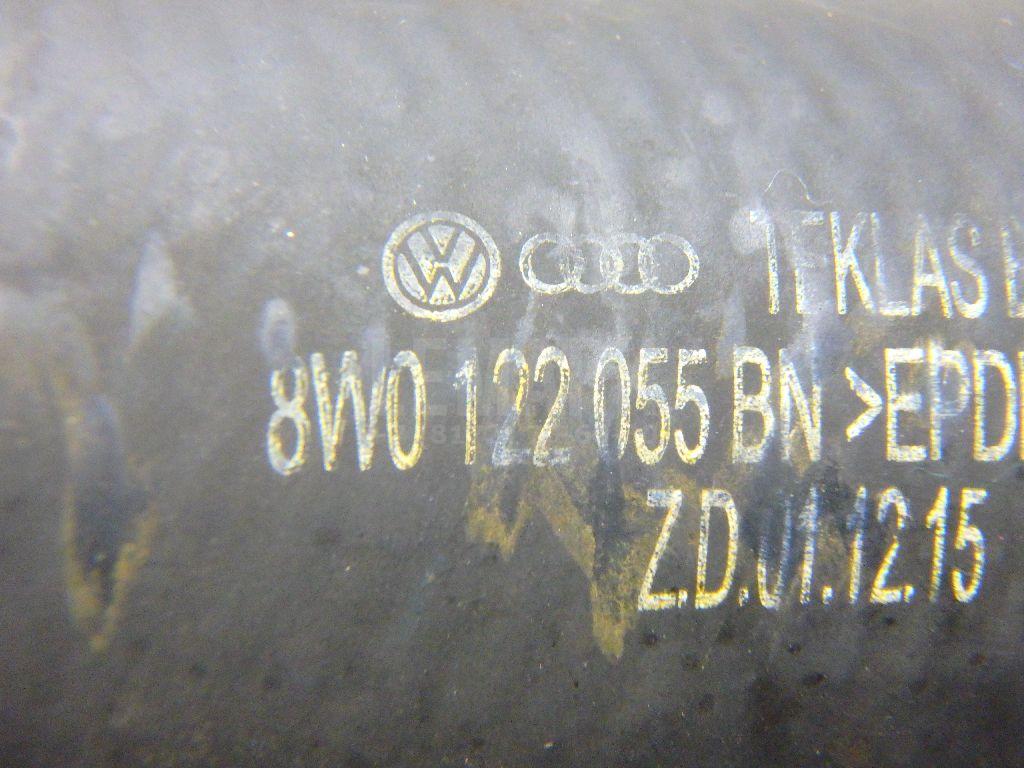 TEKLAS
8W0 122 055 BN >EPD
Z.D.01.12.15